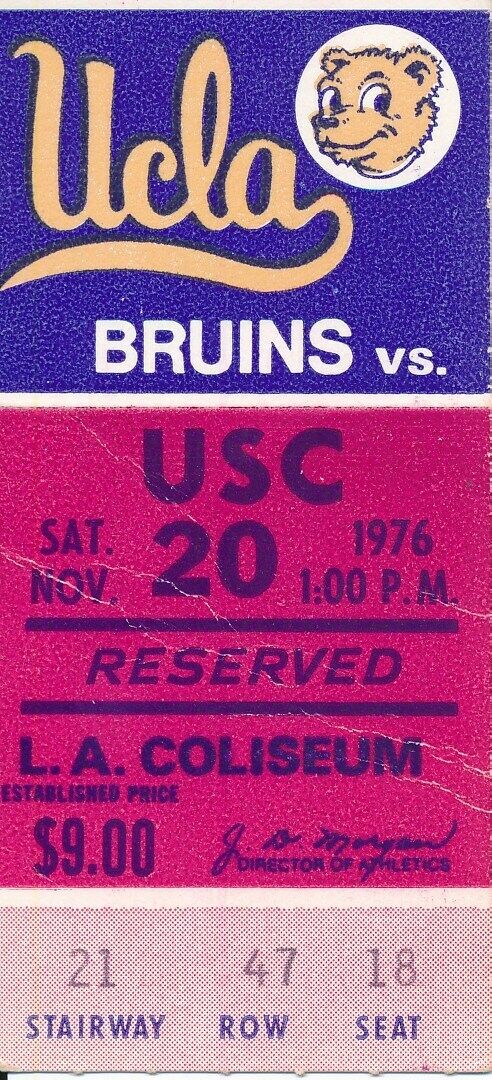 Ucla
BRUINS vs.
USC
SAT. NOV. 20 1976 1:00 P.M.
RESERVED
L.A. COLISEUM
ESTABLISHED PRICE
$9.00
J. D. Morgan
DIRECTOR OF ATHLETICS
21 47 18
STAIRWAY ROW SEAT